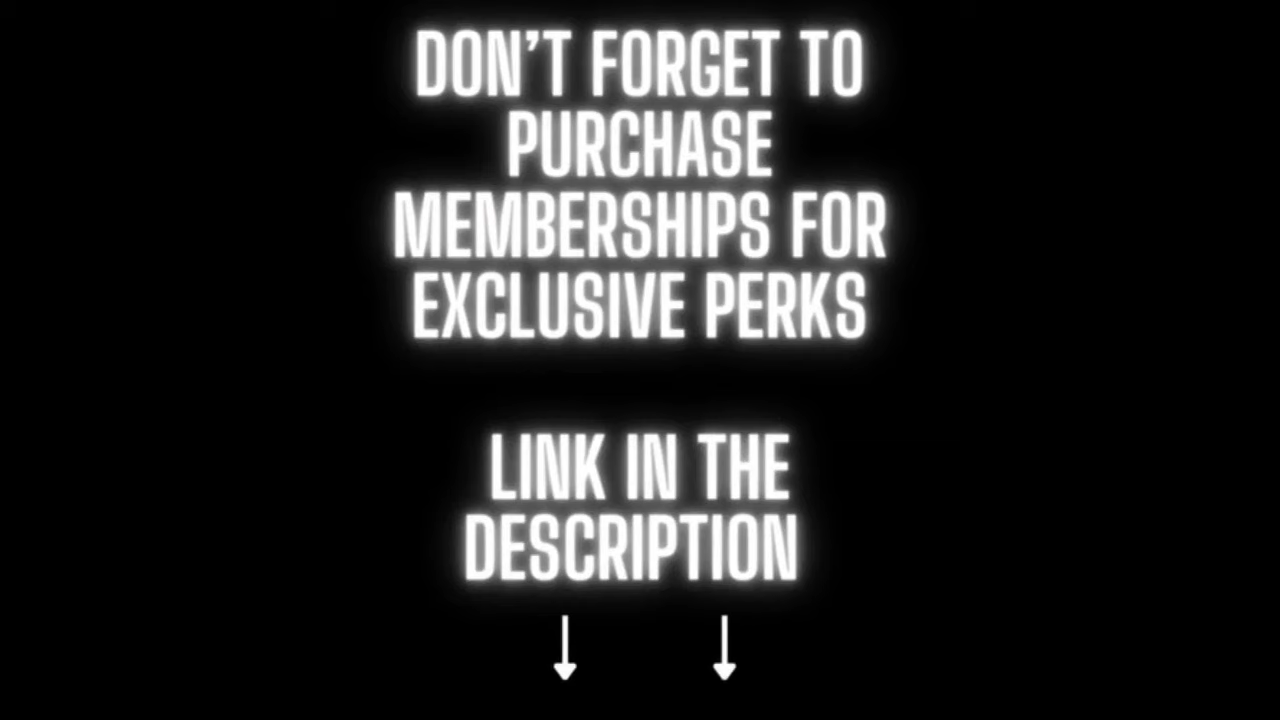 DON’T FORGET TO
PURCHASE
MEMBERSHIPS FOR
EXCLUSIVE PERKS
LINK IN THE
DESCRIPTION